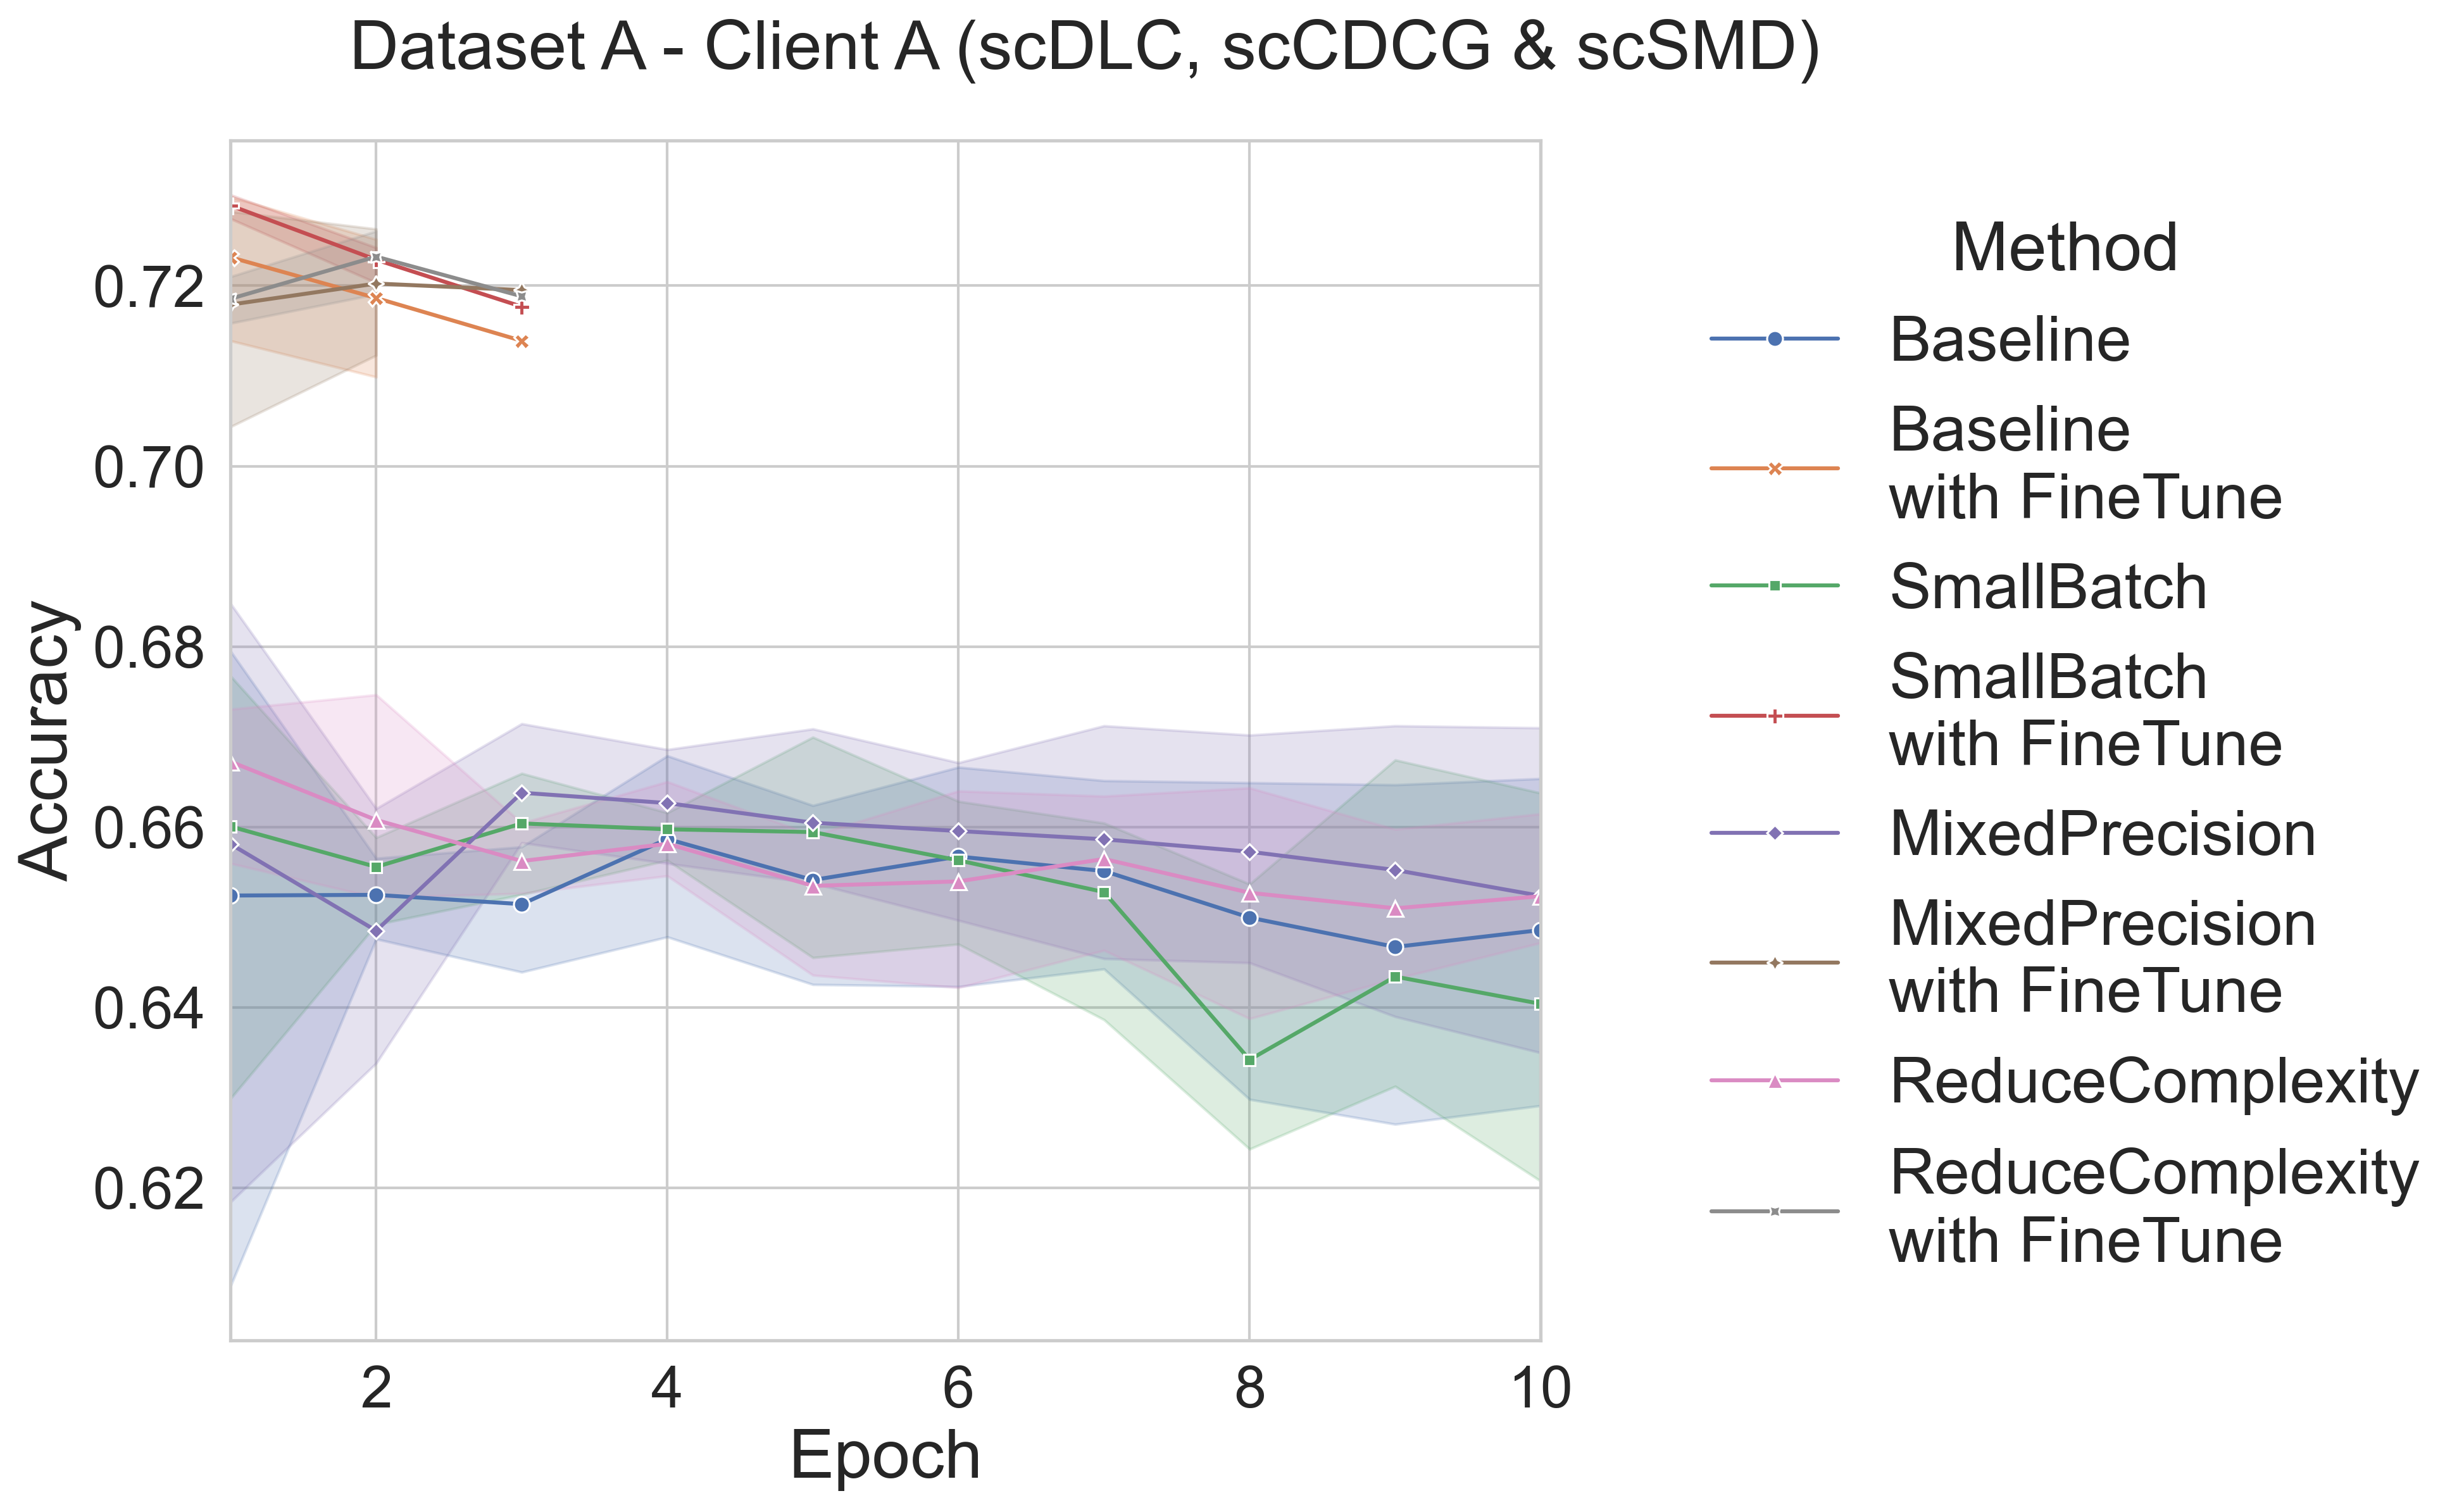 Dataset A - Client A (scDLC, scCDCG & scSMD)
Accuracy
0.72
0.70
0.68
0.66
0.64
0.62
2
4
6
8
10
Epoch
Method
Baseline
Baseline
with FineTune
SmallBatch
SmallBatch
with FineTune
MixedPrecision
MixedPrecision
with FineTune
ReduceComplexity
ReduceComplexity
with FineTune